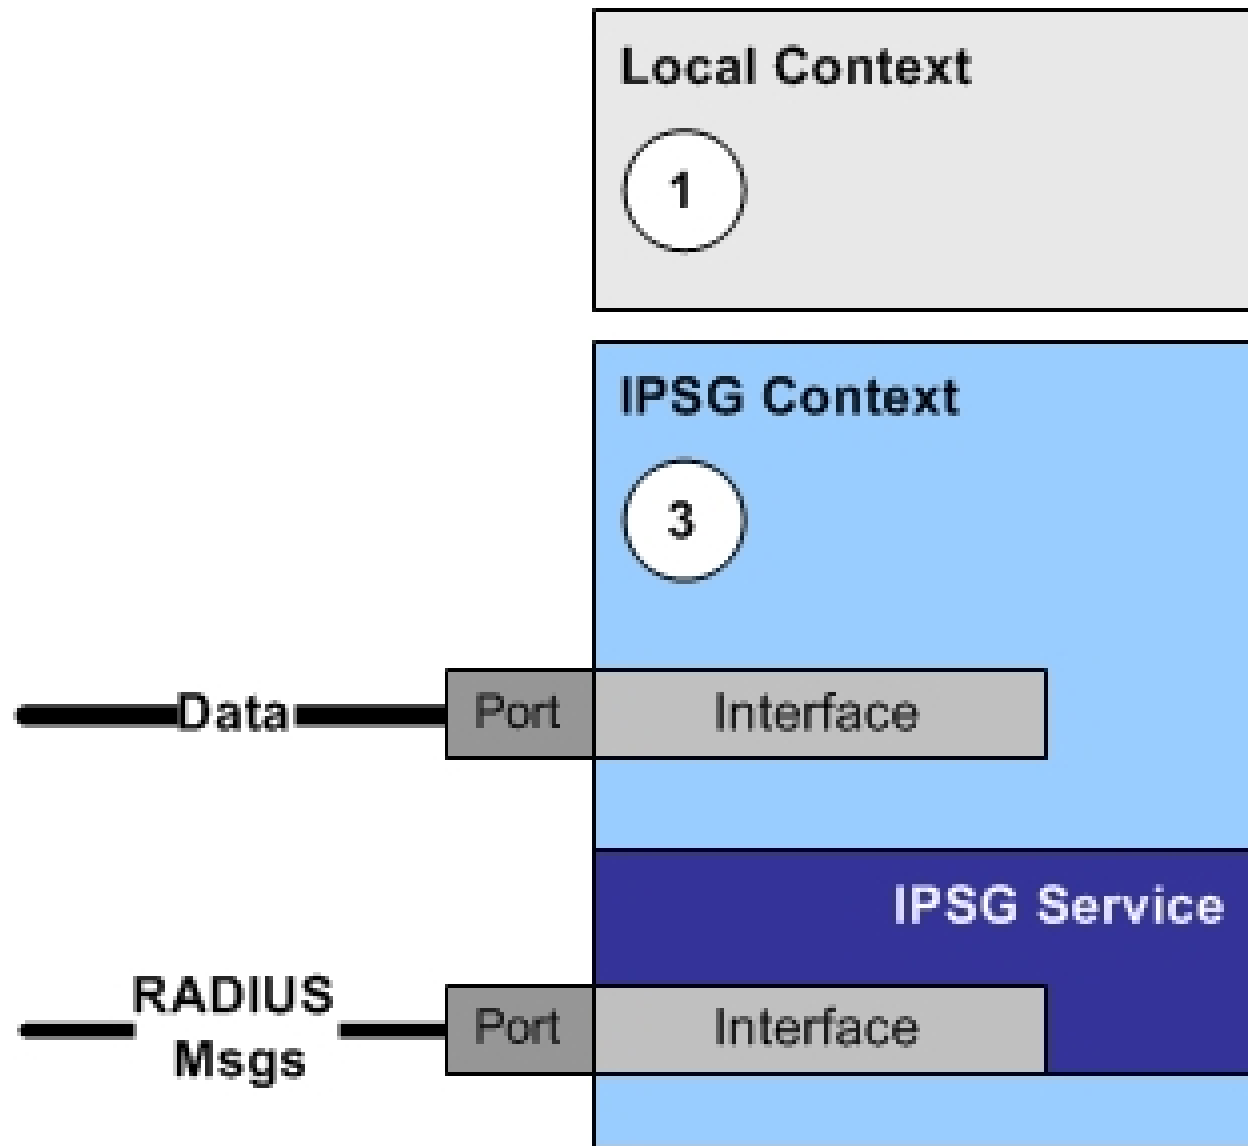 Local Context
1
IPSG Context
3
Data
Port
Interface
IPSG Service
RADIUS
Msgs
Port
Interface